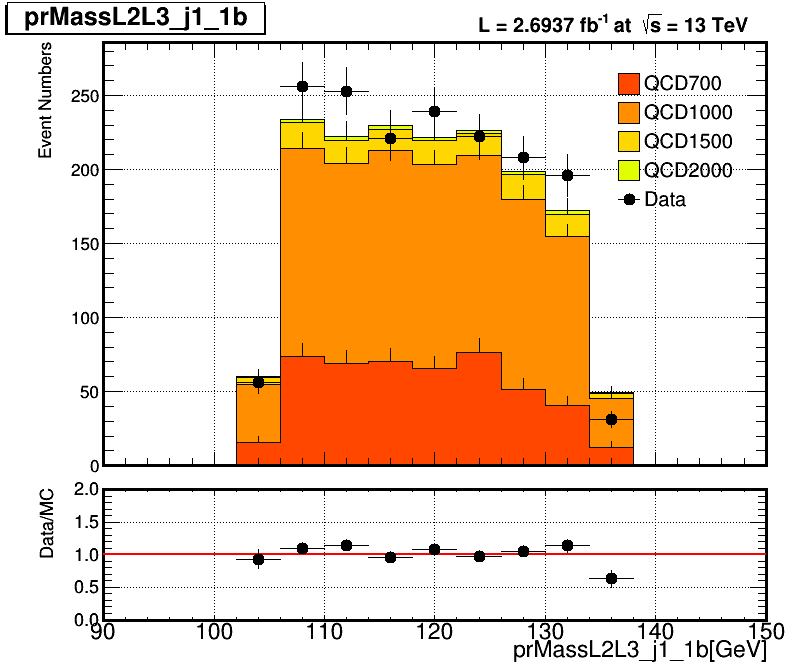 prMassL2L3_j1_1b
L = 2.6937 fb⁻¹ at √s = 13 TeV
Event Numbers
250
200
150
100
50
0
QCD700
QCD1000
QCD1500
QCD2000
Data
Data/MC
2.0
1.5
1.0
0.5
0.0
90 100 110 120 130 140 150
prMassL2L3_j1_1b[GeV]